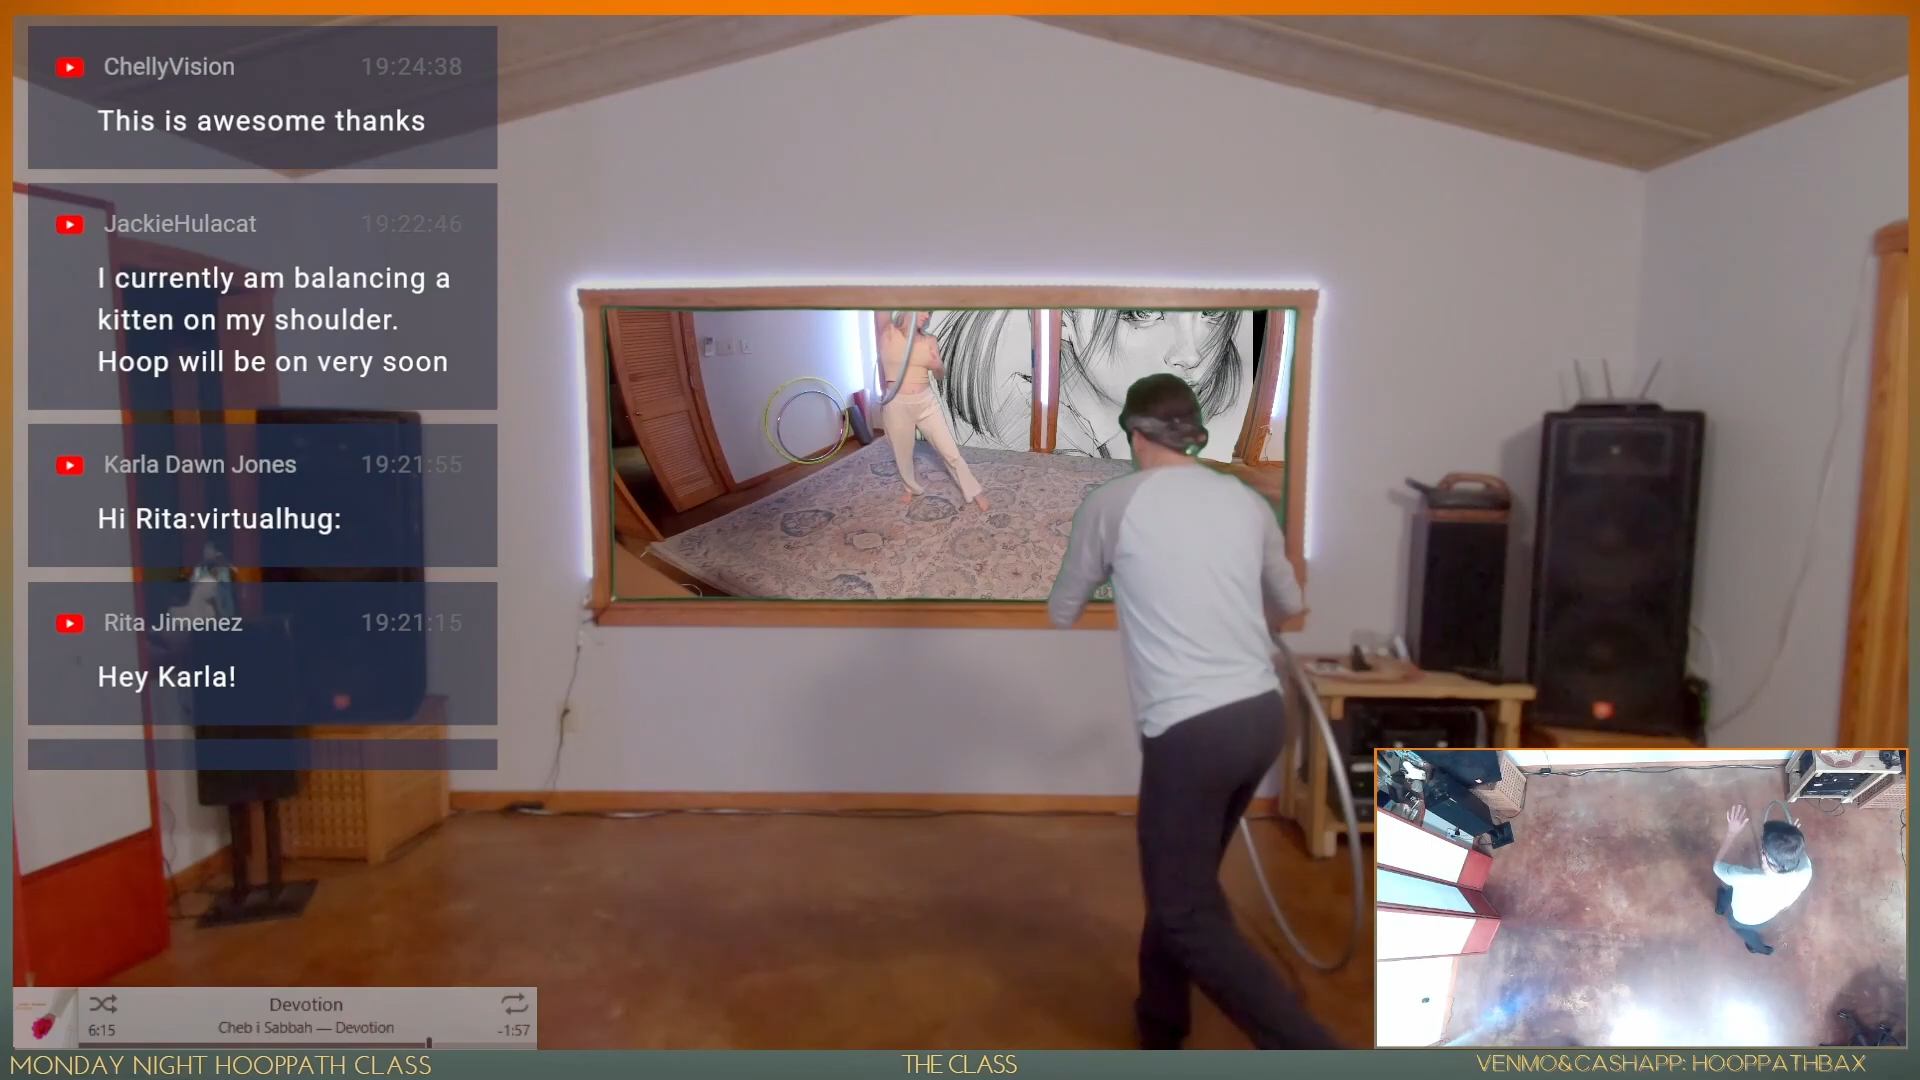 ChellyVision 19:24:38
This is awesome thanks
JackieHulacat 19:22:46
I currently am balancing a
kitten on my shoulder.
Hoop will be on very soon
Karla Dawn Jones 19:21:55
Hi Rita:virtualhug:
Rita Jimenez 19:21:15
Hey Karla!
Devotion
6:15 Cheb i Sabbah — Devotion -1:57
MONDAY NIGHT HOOPPATH CLASS
THE CLASS
VENMO&CASHAPP: HOOPPATHBAX